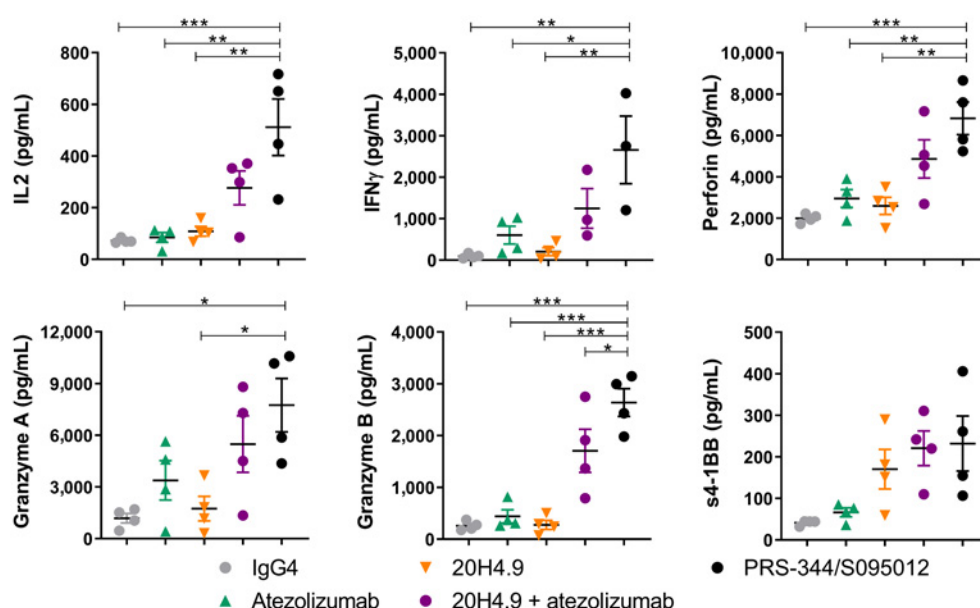 *** ** ***
** * **
** ** **
800 5,000 10,000
600 4,000 8,000
400 3,000 6,000
200 2,000 4,000
0 1,000 2,000
0 0
IL2 (pg/mL)
IFNγ (pg/mL)
Perforin (pg/mL)
* ***
* ***
***
*
12,000 4,000 500
9,000 3,000 400
6,000 2,000 300
3,000 1,000 200
0 0 100
0
Granzyme A (pg/mL)
Granzyme B (pg/mL)
s4-1BB (pg/mL)
IgG4 20H4.9 PRS-344/S095012
Atezolizumab 20H4.9 + atezolizumab